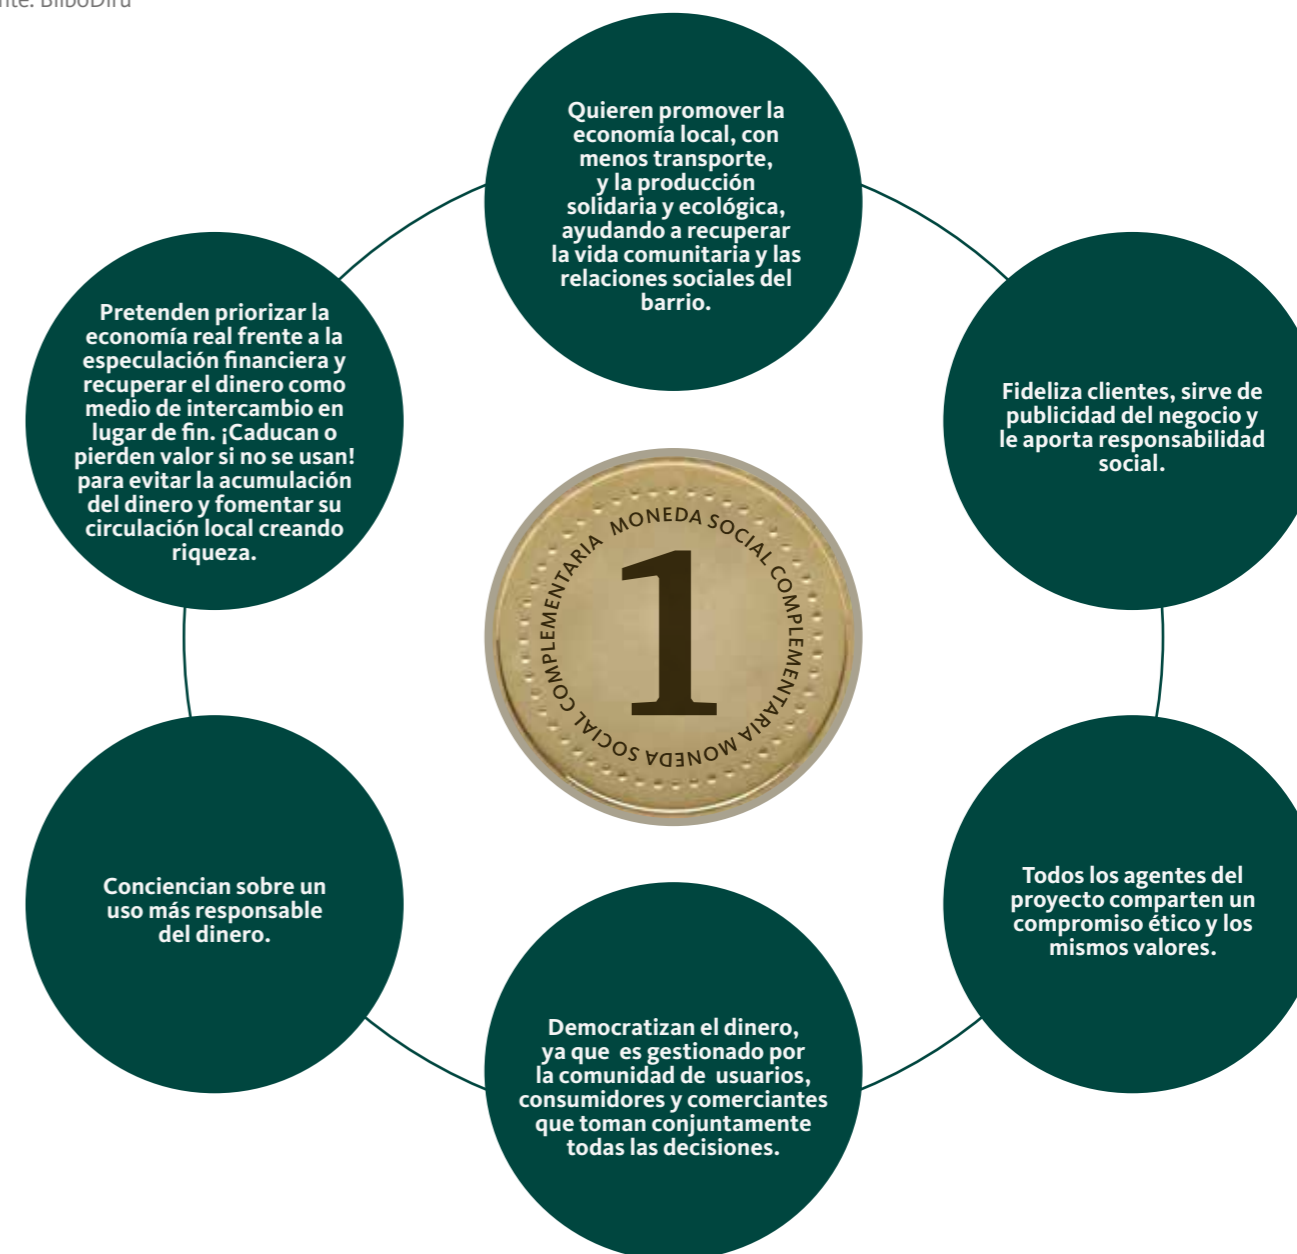 BilboDiru
Quieren promover la
economía local, con
menos transporte,
y la producción
solidaria y ecológica,
ayudando a recuperar
la vida comunitaria y las
relaciones sociales del
barrio.
Fideliza clientes, sirve de
publicidad del negocio y
le aporta responsabilidad
social.
Todos los agentes del
proyecto comparten un
compromiso ético y los
mismos valores.
Democratizan el dinero,
ya que es gestionado por
la comunidad de usuarios,
consumidores y comerciantes
que toman conjuntamente
todas las decisiones.
Conciencian sobre un
uso más responsable
del dinero.
Pretenden priorizar la
economía real frente a la
especulación financiera y
recuperar el dinero como
medio de intercambio en
lugar de fin. ¡Caducan o
pierden valor si no se usan!
para evitar la acumulación
del dinero y fomentar su
circulación local creando
riqueza.
MONEDA SOCIAL COMPLEMENTARIA MONEDA SOCIAL COMPLEMENTARIA
1